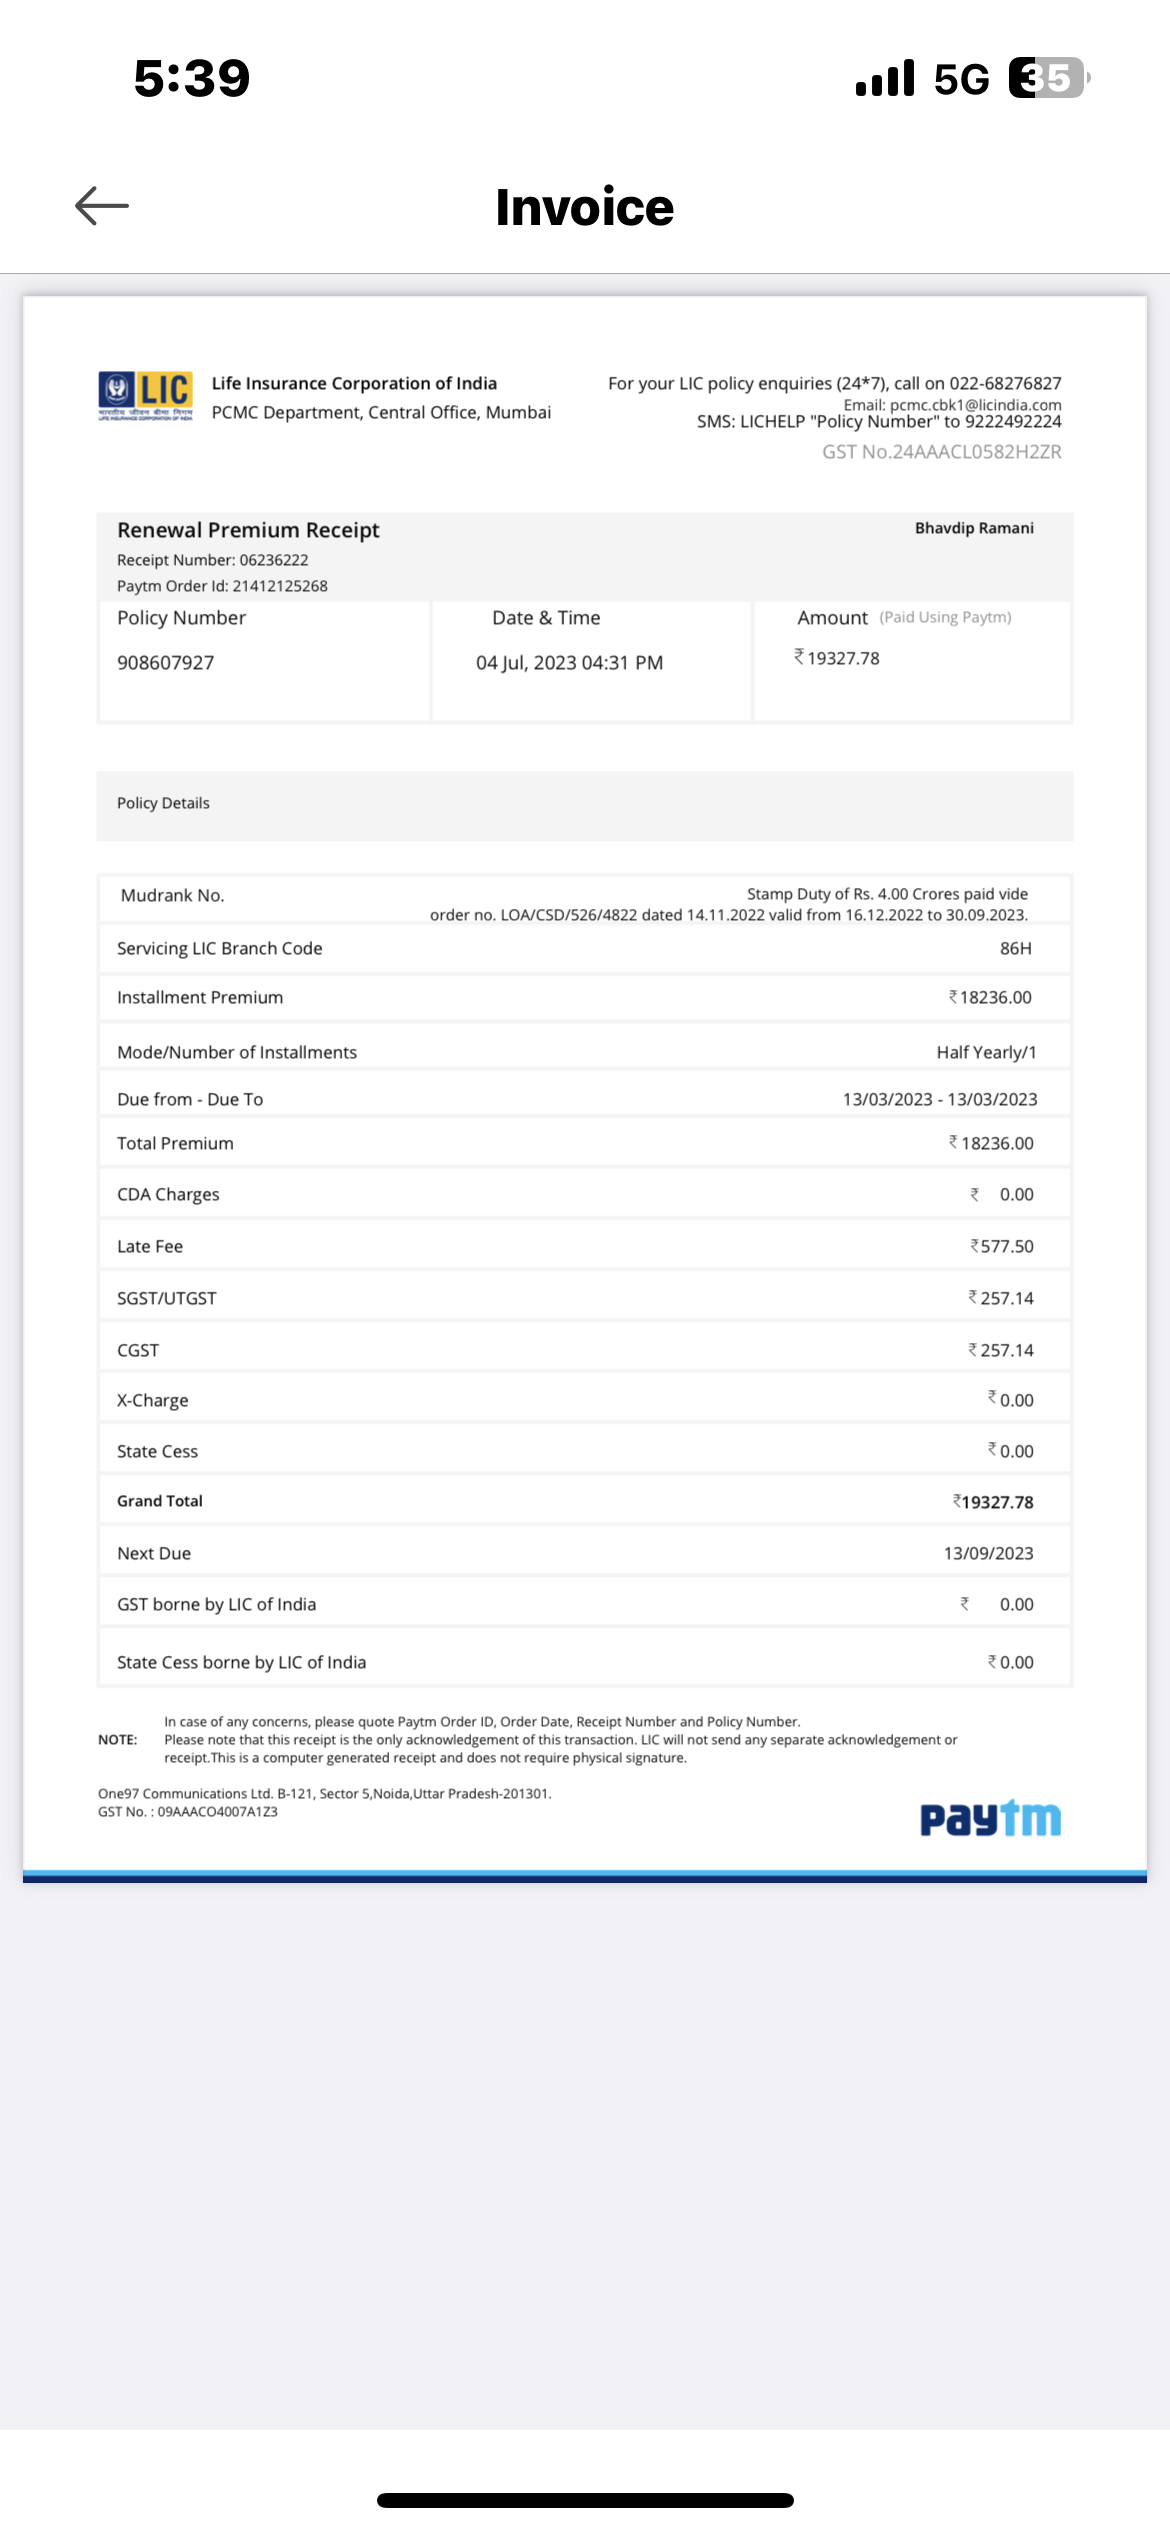 5:39
5G 35
Invoice
LIC
भारतीय जीवन बीमा निगम
LIFE INSURANCE CORPORATION OF INDIA
Life Insurance Corporation of India
PCMC Department, Central Office, Mumbai
For your LIC policy enquiries (24*7), call on 022-68276827
Email: pcmc.cbk1@licindia.com
SMS: LICHELP "Policy Number" to 9222492224
GST No.24AAACL0582H2ZR
Renewal Premium Receipt
Bhavdip Ramani
Receipt Number: 06236222
Paytm Order Id: 21412125268
Policy Number
908607927
Date & Time
04 Jul, 2023 04:31 PM
Amount (Paid Using Paytm)
₹ 19327.78
Policy Details
Mudrank No. Stamp Duty of Rs. 4.00 Crores paid vide
order no. LOA/CSD/526/4822 dated 14.11.2022 valid from 16.12.2022 to 30.09.2023.
Servicing LIC Branch Code 86H
Installment Premium ₹ 18236.00
Mode/Number of Installments Half Yearly/1
Due from - Due To 13/03/2023 - 13/03/2023
Total Premium ₹ 18236.00
CDA Charges ₹ 0.00
Late Fee ₹577.50
SGST/UTGST ₹ 257.14
CGST ₹ 257.14
X-Charge ₹ 0.00
State Cess ₹ 0.00
Grand Total ₹19327.78
Next Due 13/09/2023
GST borne by LIC of India ₹ 0.00
State Cess borne by LIC of India ₹ 0.00
NOTE: In case of any concerns, please quote Paytm Order ID, Order Date, Receipt Number and Policy Number.
Please note that this receipt is the only acknowledgement of this transaction. LIC will not send any separate acknowledgement or
receipt.This is a computer generated receipt and does not require physical signature.
One97 Communications Ltd. B-121, Sector 5,Noida,Uttar Pradesh-201301.
GST No. : 09AAACO4007A1Z3
paytm